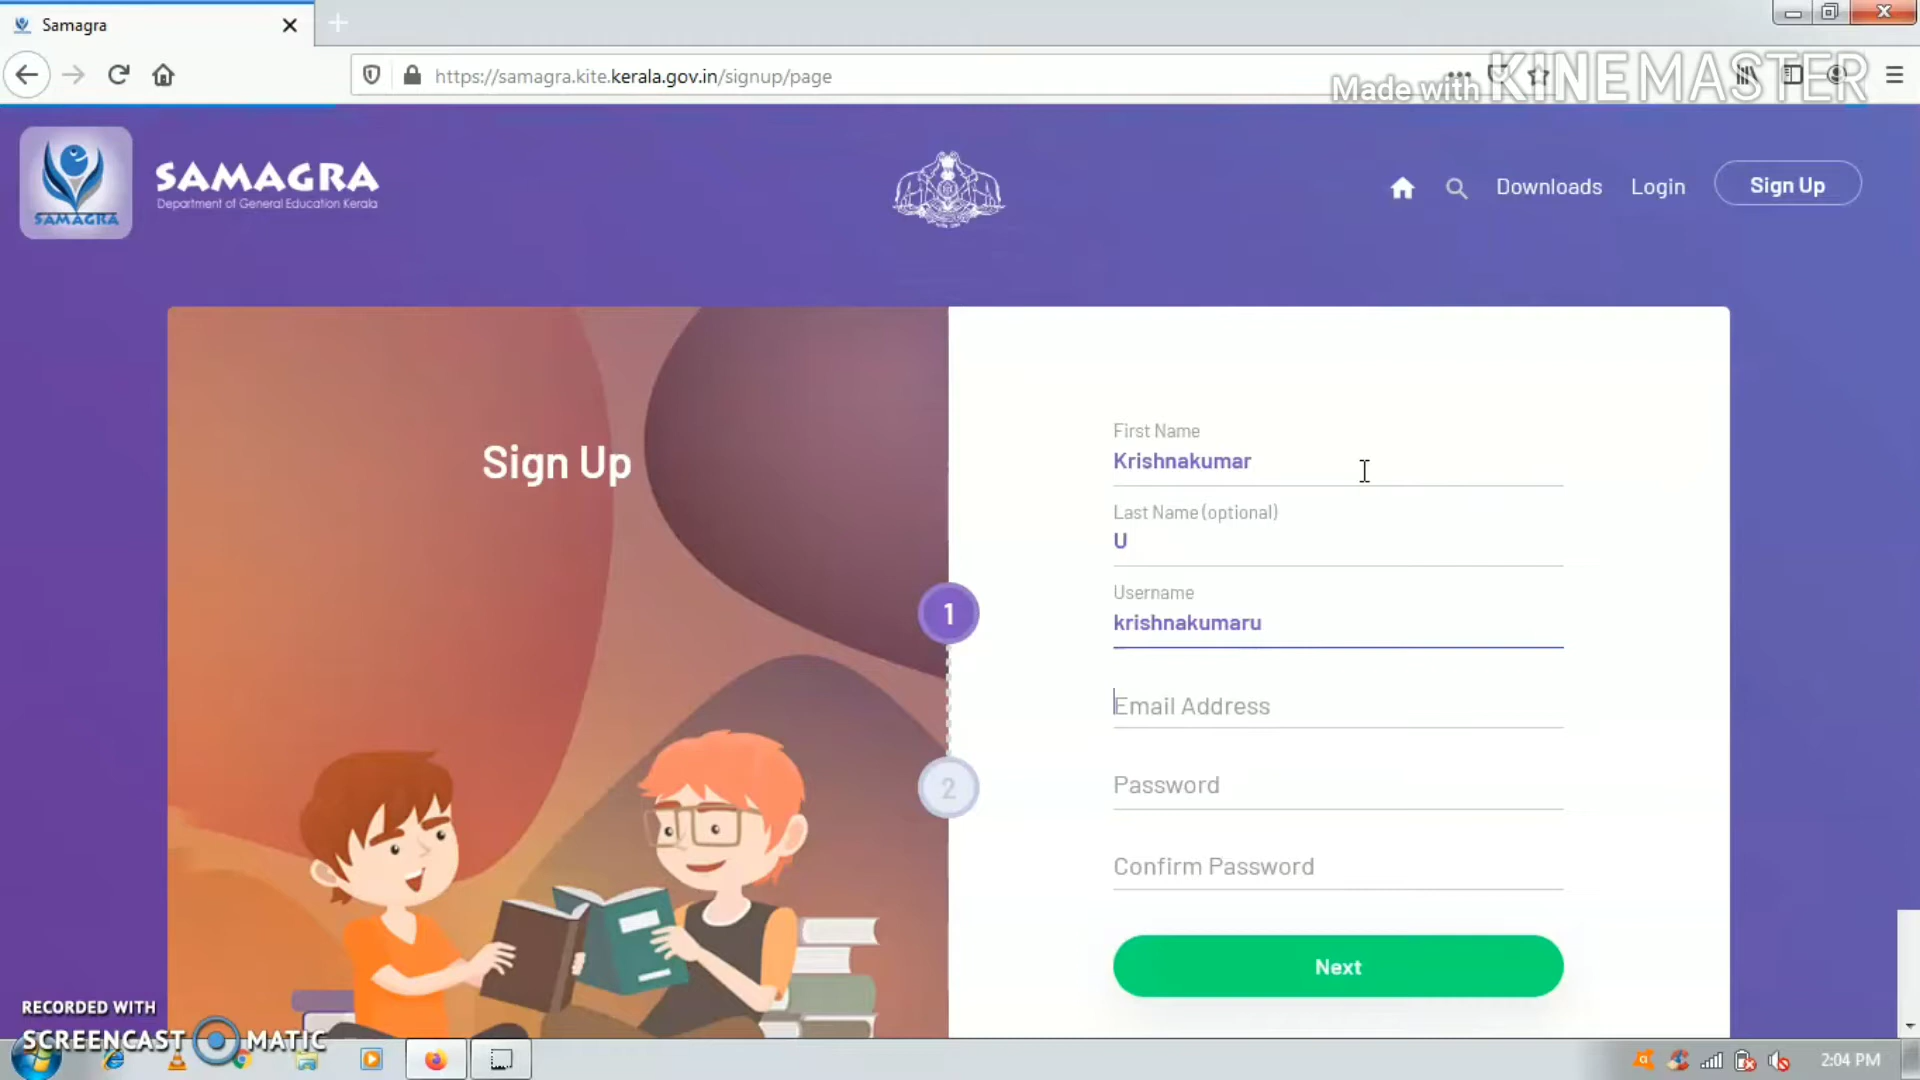 Samagra
https://samagra.kite.kerala.gov.in/signup/page
Made with KINEMASTER
SAMAGRA
SAMAGRA
Department of General Education Kerala
Downloads
Login
Sign Up
Sign Up
First Name
Krishnakumar
Last Name (optional)
U
Username
krishnakumaru
1
Email Address
2
Password
Confirm Password
Next
RECORDED WITH
SCREENCAST MATIC
2:04 PM